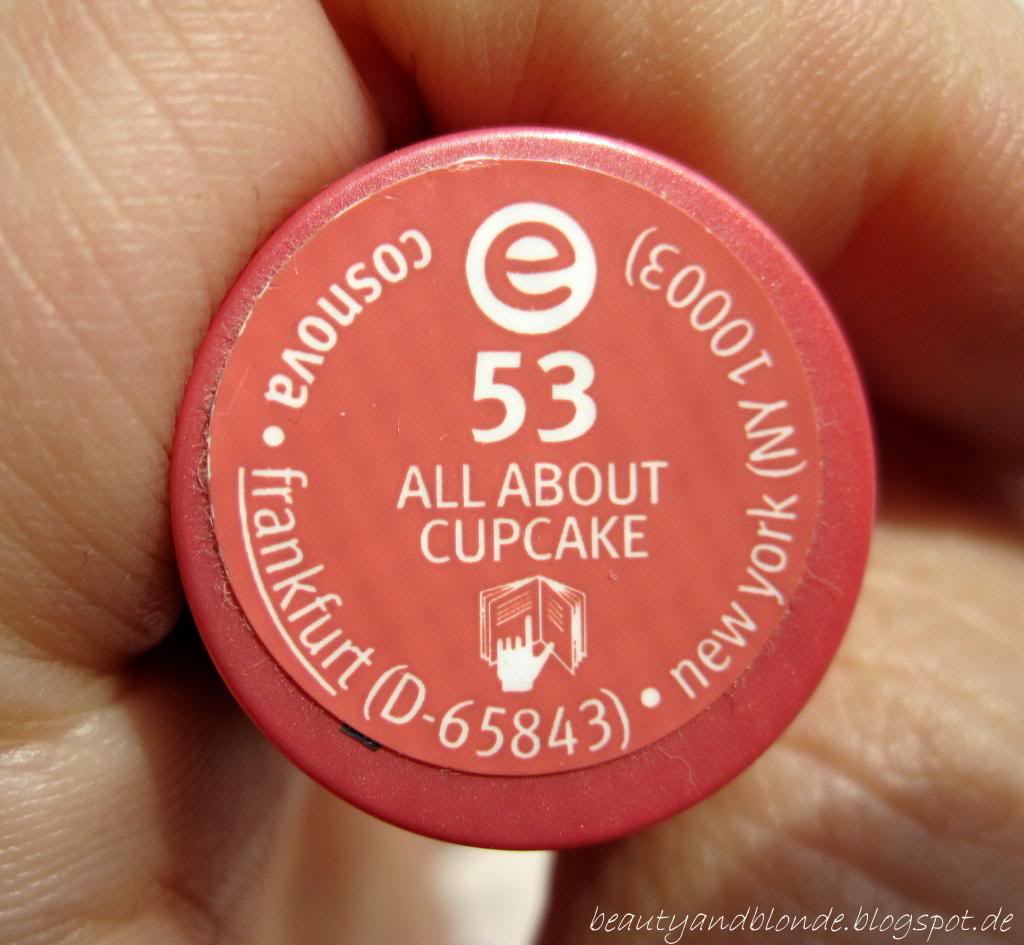 e
53
ALL ABOUT
CUPCAKE
cosnova • frankfurt (D-65843) • new york (NY 10003)
beautyandblonde.blogspot.de